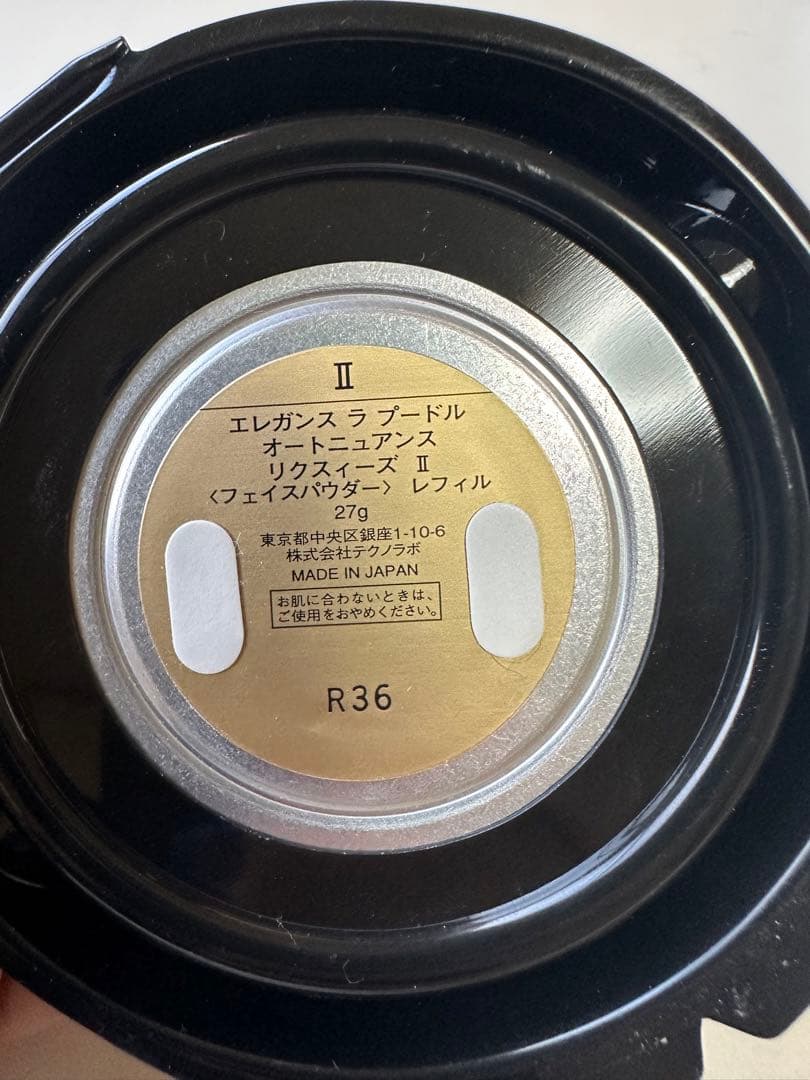 Ⅱ
エレガンス ラ プードル
オートニュアンス
リクスィーズ Ⅱ
〈フェイスパウダー〉 レフィル
27g
東京都中央区銀座1-10-6
株式会社テクノラボ
MADE IN JAPAN
お肌に合わないときは、
ご使用をおやめください。
R36